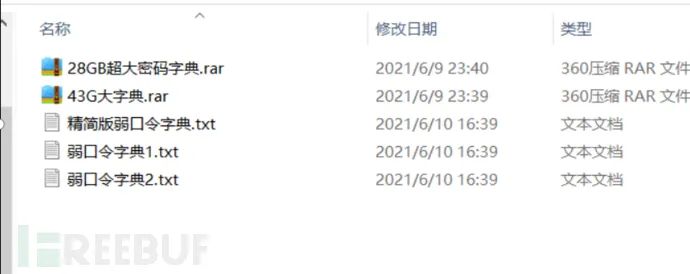 名称 修改日期 类型
28GB超大密码字典.rar 2021/6/9 23:40 360压缩 RAR 文件
43G大字典.rar 2021/6/9 23:39 360压缩 RAR 文件
精简版弱口令字典.txt 2021/6/10 16:39 文本文档
弱口令字典1.txt 2021/6/10 16:39 文本文档
弱口令字典2.txt 2021/6/10 16:39 文本文档
FREEBUF